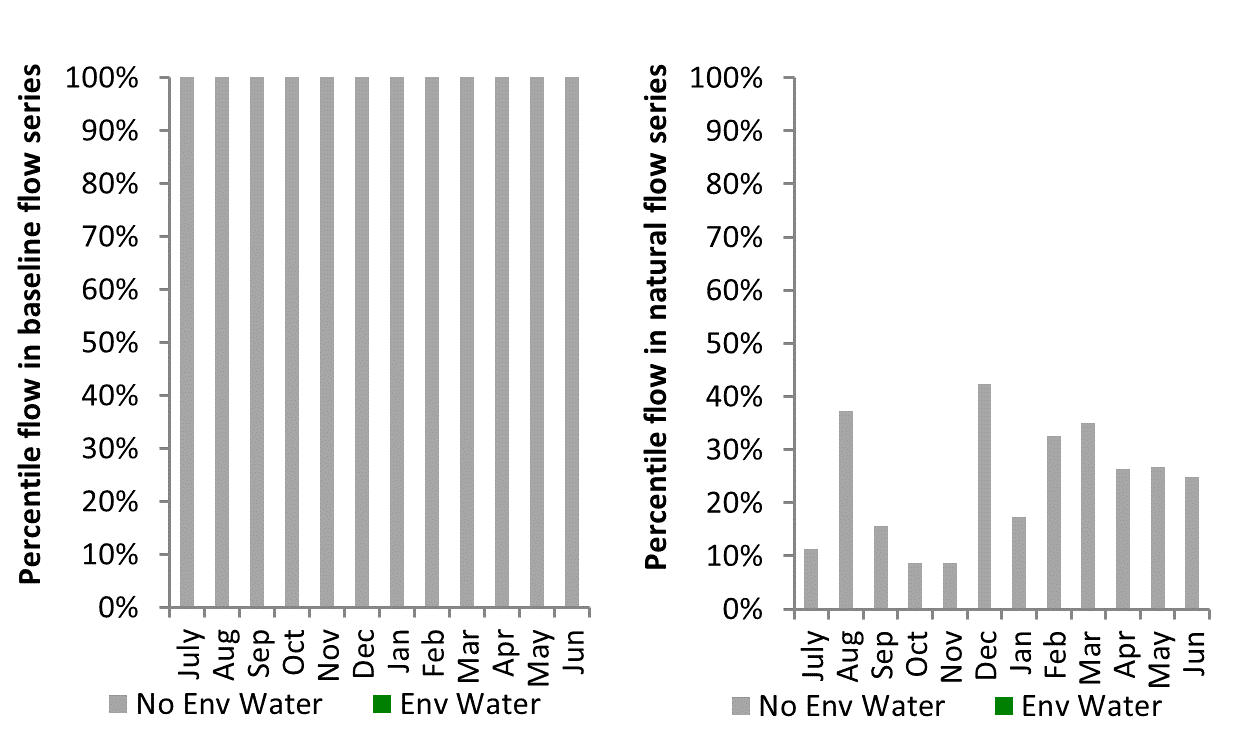 Percentile flow in baseline flow series
100%
90%
80%
70%
60%
50%
40%
30%
20%
10%
0%
July
Aug
Sep
Oct
Nov
Dec
Jan
Feb
Mar
Apr
May
Jun
No Env Water
Env Water
Percentile flow in natural flow series
100%
90%
80%
70%
60%
50%
40%
30%
20%
10%
0%
July
Aug
Sep
Oct
Nov
Dec
Jan
Feb
Mar
Apr
May
Jun
No Env Water
Env Water